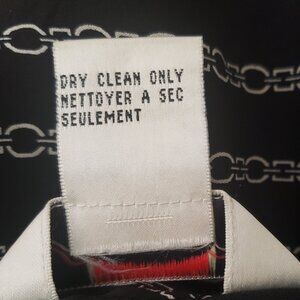 DRY CLEAN ONLY
NETTOYER A SEC
SEULEMENT